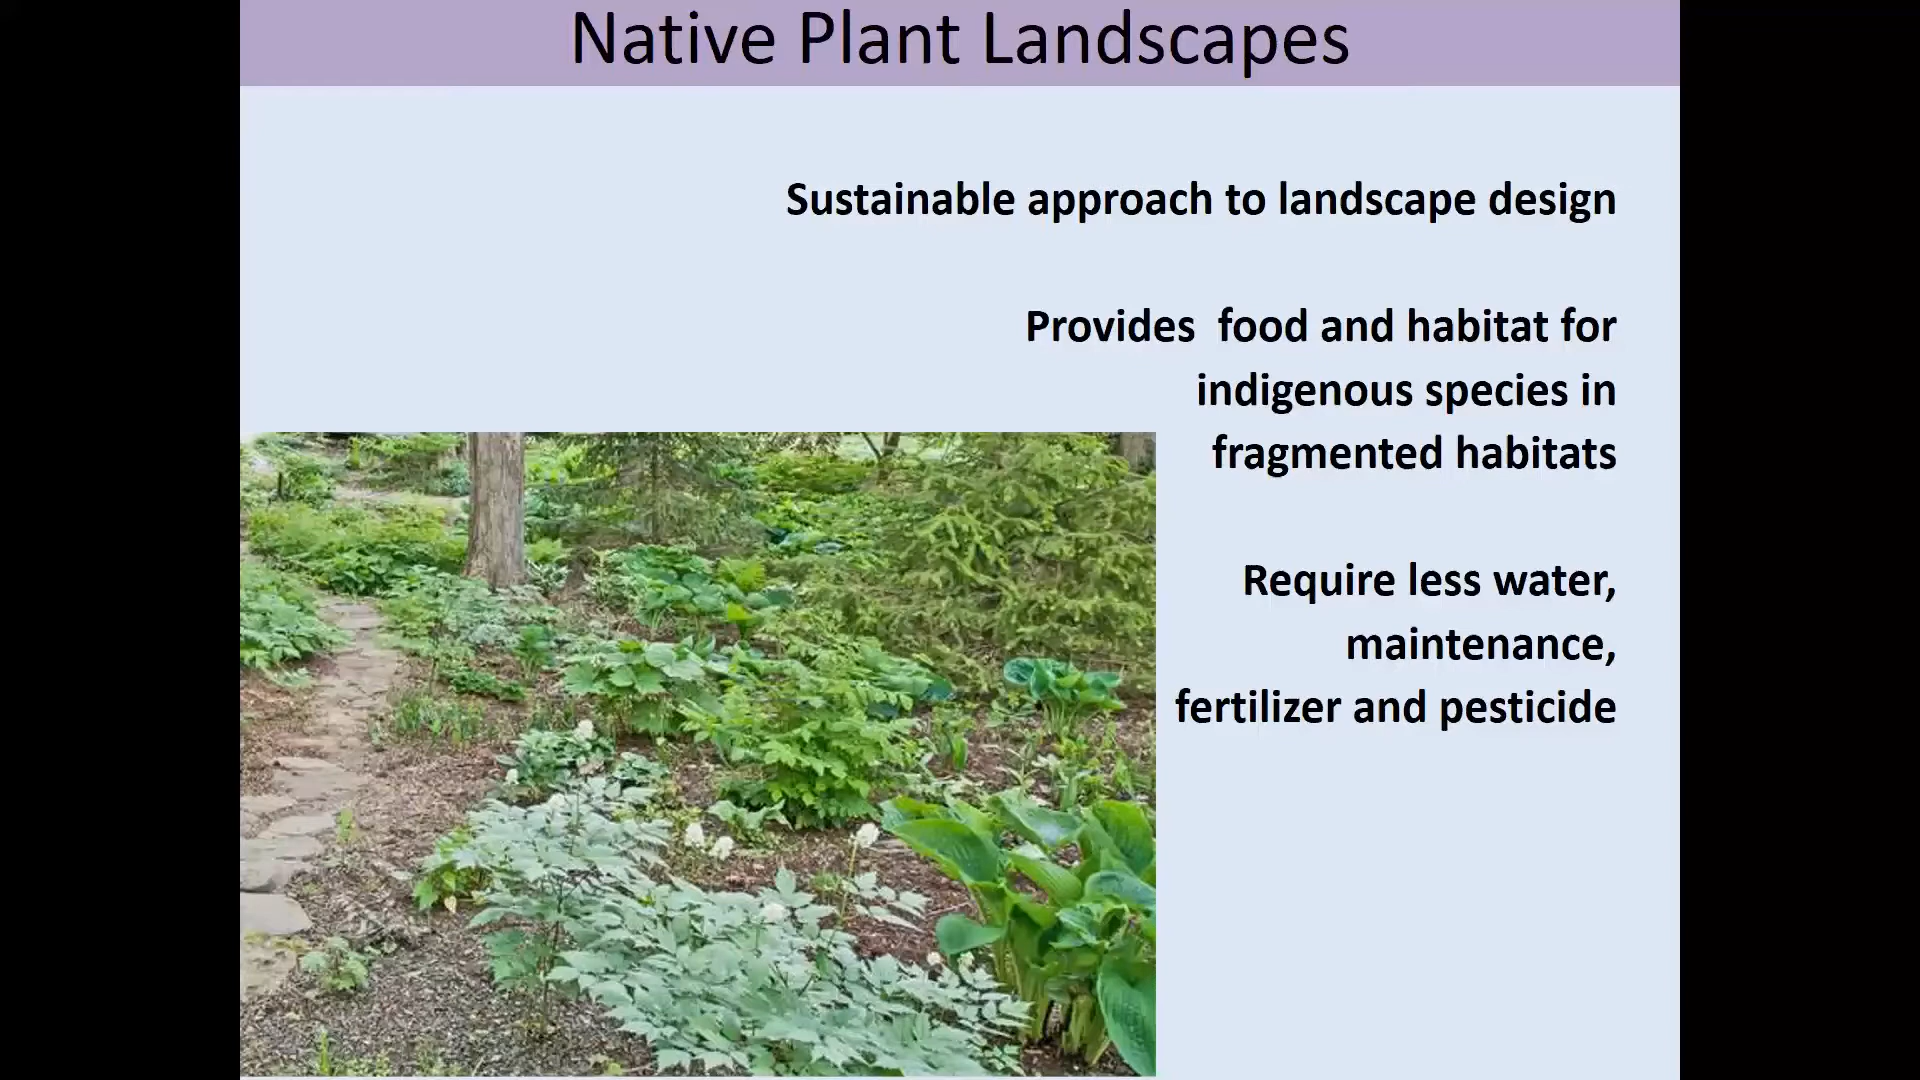 Native Plant Landscapes
Sustainable approach to landscape design
Provides  food and habitat for
indigenous species in
fragmented habitats
Require less water,
maintenance,
fertilizer and pesticide